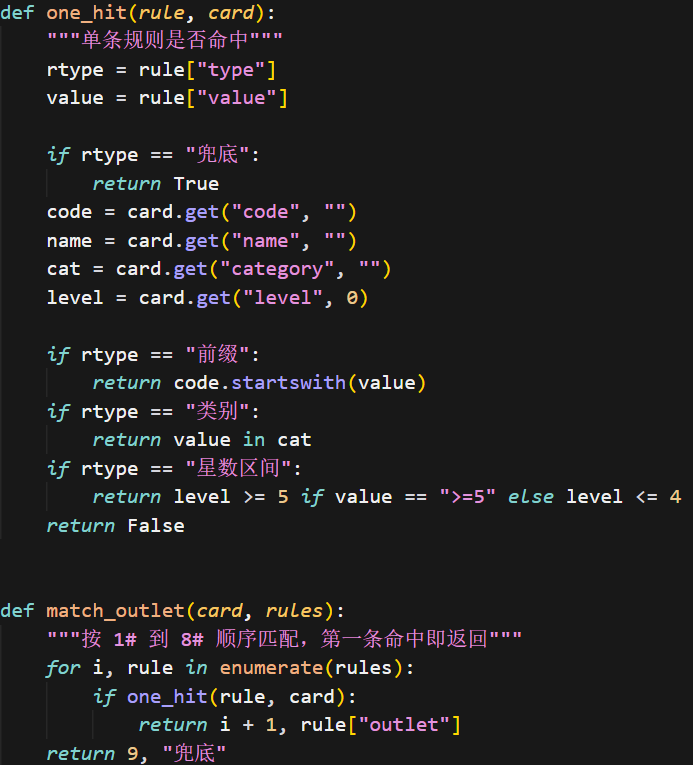 def one_hit(rule, card):
    """单条规则是否命中"""
    rtype = rule["type"]
    value = rule["value"]

    if rtype == "兜底":
        return True
    code = card.get("code", "")
    name = card.get("name", "")
    cat = card.get("category", "")
    level = card.get("level", 0)

    if rtype == "前缀":
        return code.startswith(value)
    if rtype == "类别":
        return value in cat
    if rtype == "星数区间":
        return level >= 5 if value == ">=5" else level <= 4
    return False


def match_outlet(card, rules):
    """按 1# 到 8# 顺序匹配，第一条命中即返回"""
    for i, rule in enumerate(rules):
        if one_hit(rule, card):
            return i + 1, rule["outlet"]
    return 9, "兜底"